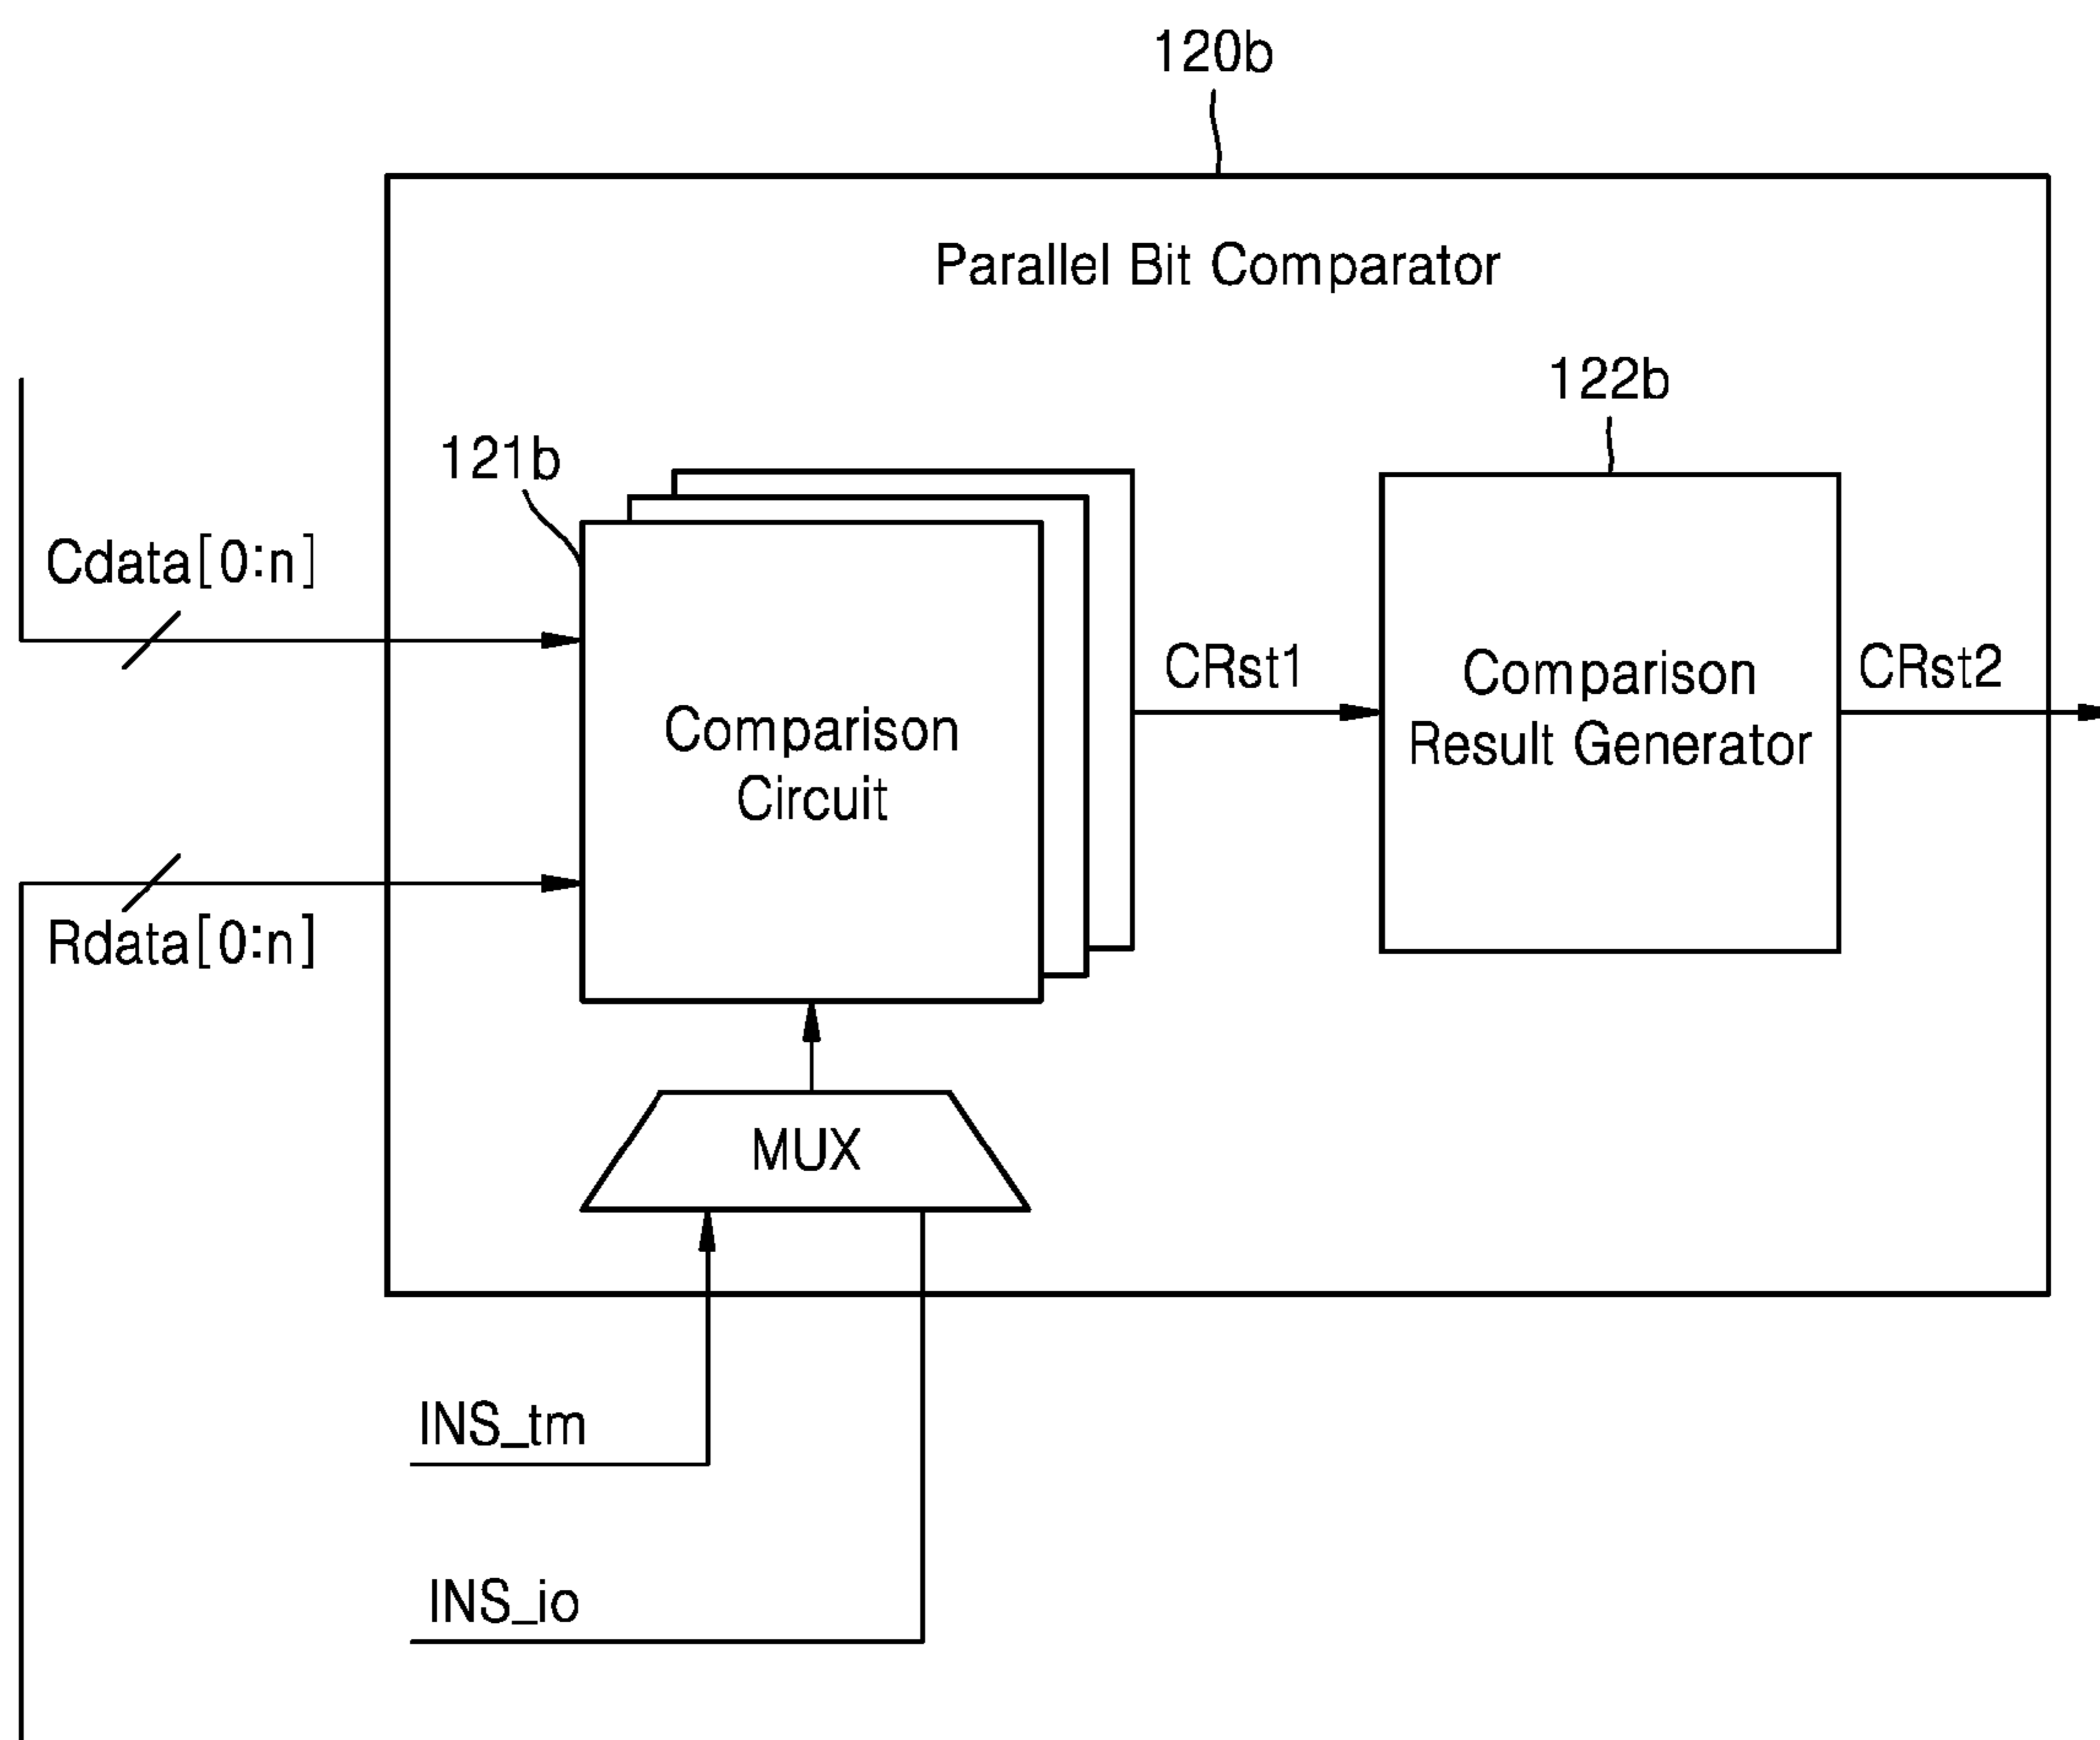 120b
Parallel Bit Comparator
122b
121b
Cdata[0:n]
CRst1
Comparison
Result Generator
CRst2
Comparison
Circuit
Rdata[0:n]
MUX
INS_tm
INS_io